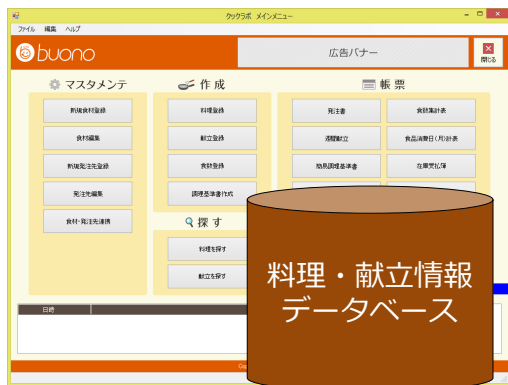 クックラボ メインメニュー
ファイル 編集 ヘルプ
buono
広告バナー
閉じる
マスタメンテ
作成
帳票
新規食材登録
料理登録
発注書
食数集計表
食材編集
献立登録
週間献立
食品消費日(月)計表
新規発注先登録
食数登録
簡易調理基準書
在庫受払簿
発注先編集
調理基準書作成
食材・発注先連携
探す
料理を探す
献立を探す
料理・献立情報
データベース
日時